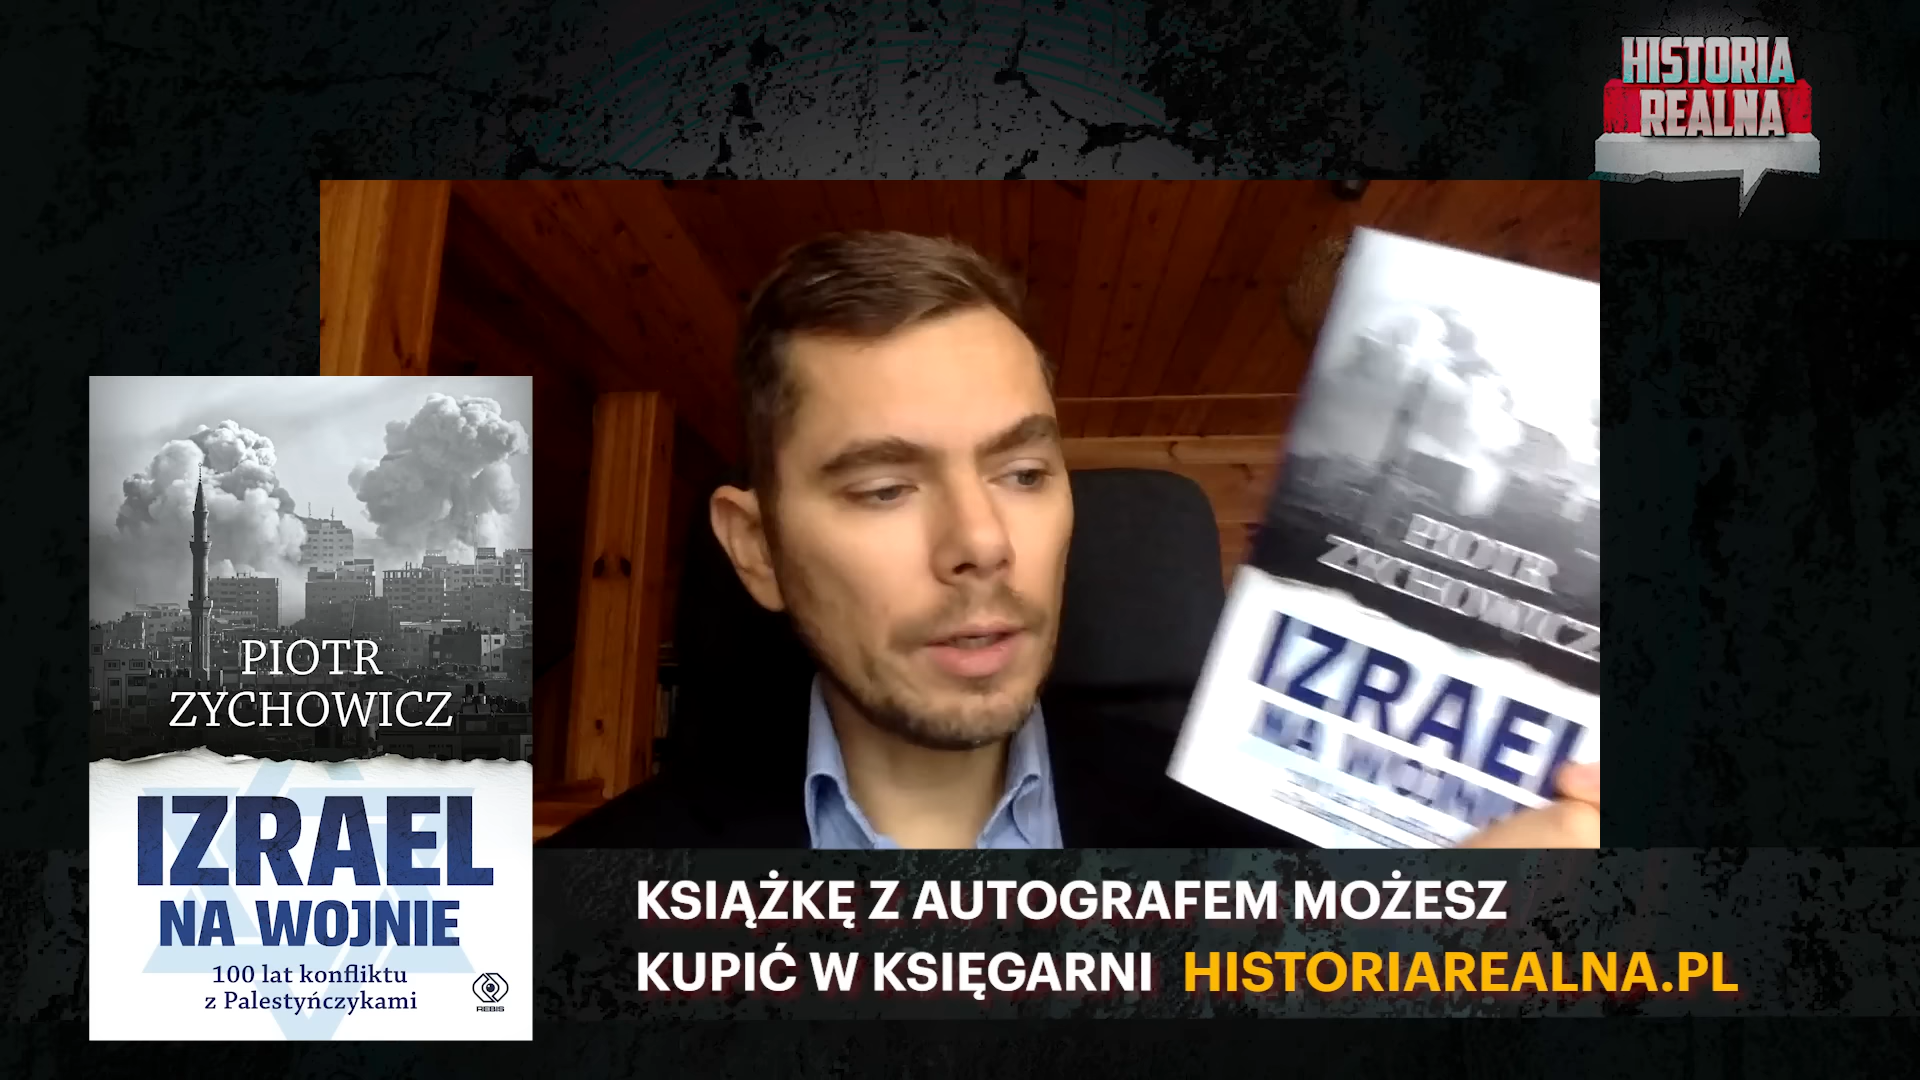 HISTORIA
REALNA
PIOTR
ZYCHOWICZ
IZRAEL
NA WOJNIE
100 lat konfliktu
z Palestyńczykami
REBIS
PIOTR
ZYCHOWICZ
IZRAEL
NA WOJNI
KSIĄŻKĘ Z AUTOGRAFEM MOŻESZ
KUPIĆ W KSIĘGARNI HISTORIAREALNA.PL